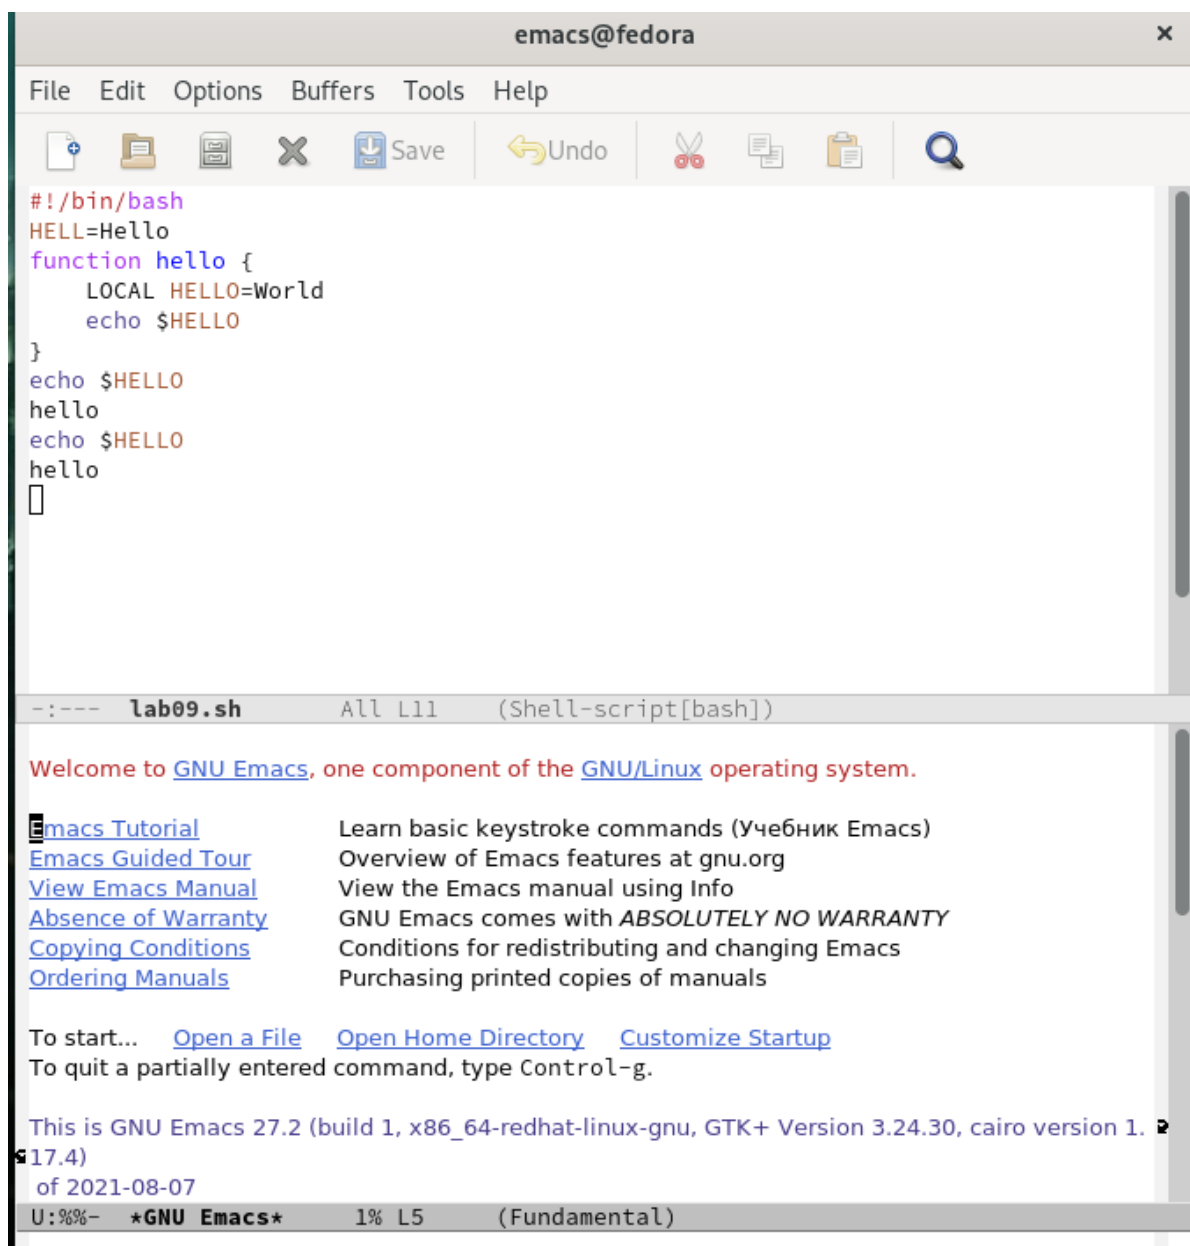 emacs@fedora
File Edit Options Buffers Tools Help
Save Undo
#!/bin/bash
HELL=Hello
function hello {
    LOCAL HELLO=World
    echo $HELLO
}
echo $HELLO
hello
echo $HELLO
hello
-:--- lab09.sh All L11 (Shell-script[bash])
Welcome to GNU Emacs, one component of the GNU/Linux operating system.
Emacs Tutorial Learn basic keystroke commands (Учебник Emacs)
Emacs Guided Tour Overview of Emacs features at gnu.org
View Emacs Manual View the Emacs manual using Info
Absence of Warranty GNU Emacs comes with ABSOLUTELY NO WARRANTY
Copying Conditions Conditions for redistributing and changing Emacs
Ordering Manuals Purchasing printed copies of manuals
To start... Open a File Open Home Directory Customize Startup
To quit a partially entered command, type Control-g.
This is GNU Emacs 27.2 (build 1, x86_64-redhat-linux-gnu, GTK+ Version 3.24.30, cairo version 1.
17.4)
of 2021-08-07
U:%%- *GNU Emacs* 1% L5 (Fundamental)